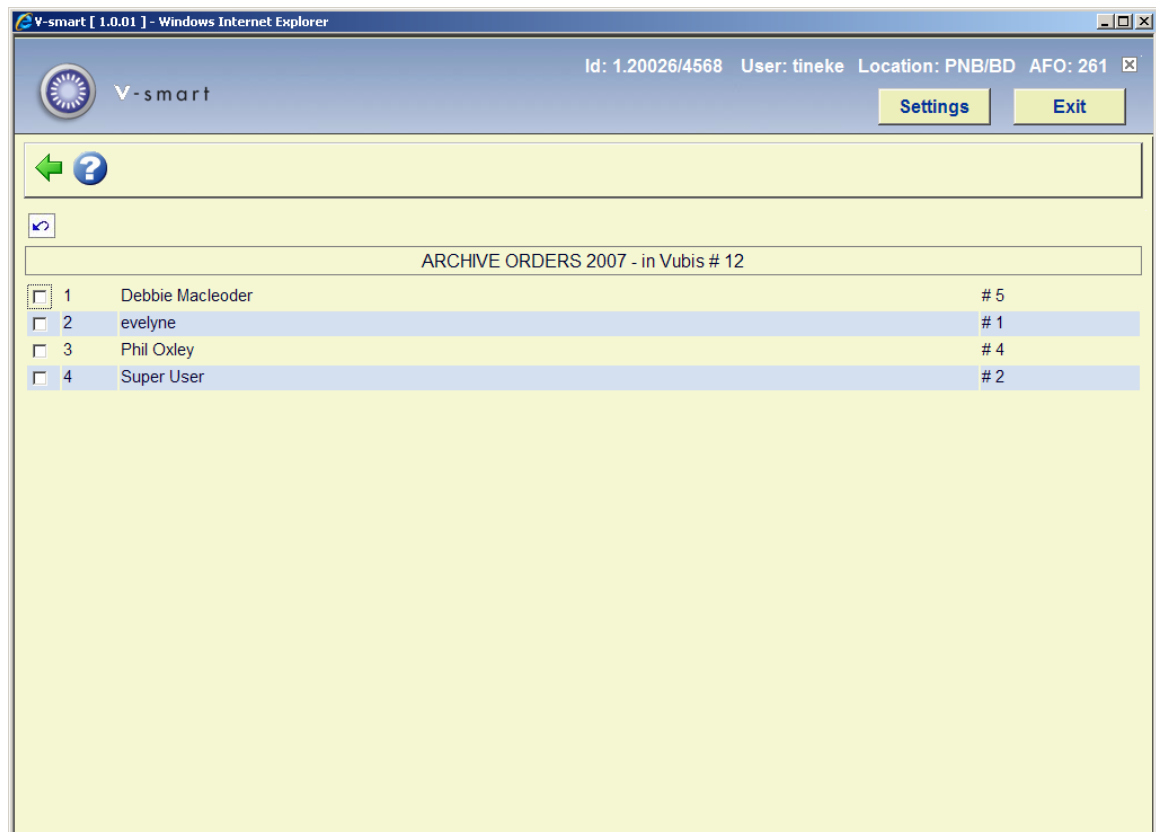 V-smart [ 1.0.01 ] - Windows Internet Explorer
Id: 1.20026/4568 User: tineke Location: PNB/BD AFO: 261
V-smart
Settings Exit
?
ARCHIVE ORDERS 2007 - in Vubis # 12
1 Debbie Macleoder # 5
2 evelyne # 1
3 Phil Oxley # 4
4 Super User # 2